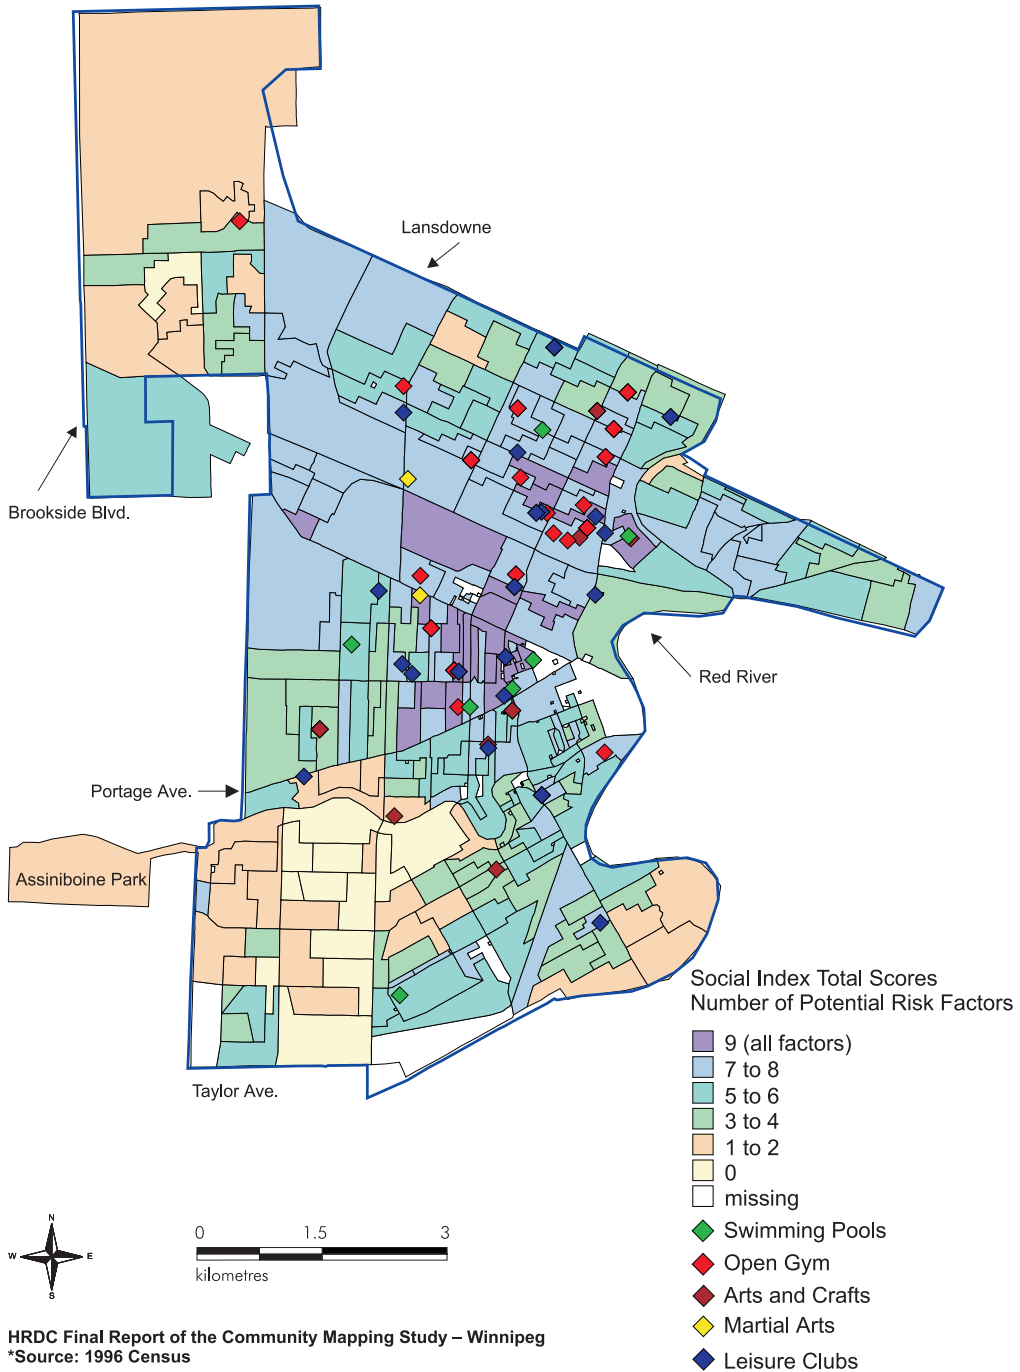 Lansdowne
Brookside Blvd.
Red River
Portage Ave.
Assiniboine Park
Taylor Ave.
Social Index Total Scores
Number of Potential Risk Factors
9 (all factors)
7 to 8
5 to 6
3 to 4
1 to 2
0
missing
Swimming Pools
Open Gym
Arts and Crafts
Martial Arts
Leisure Clubs
N
W E
S
0 1.5 3
kilometres
HRDC Final Report of the Community Mapping Study – Winnipeg
*Source: 1996 Census